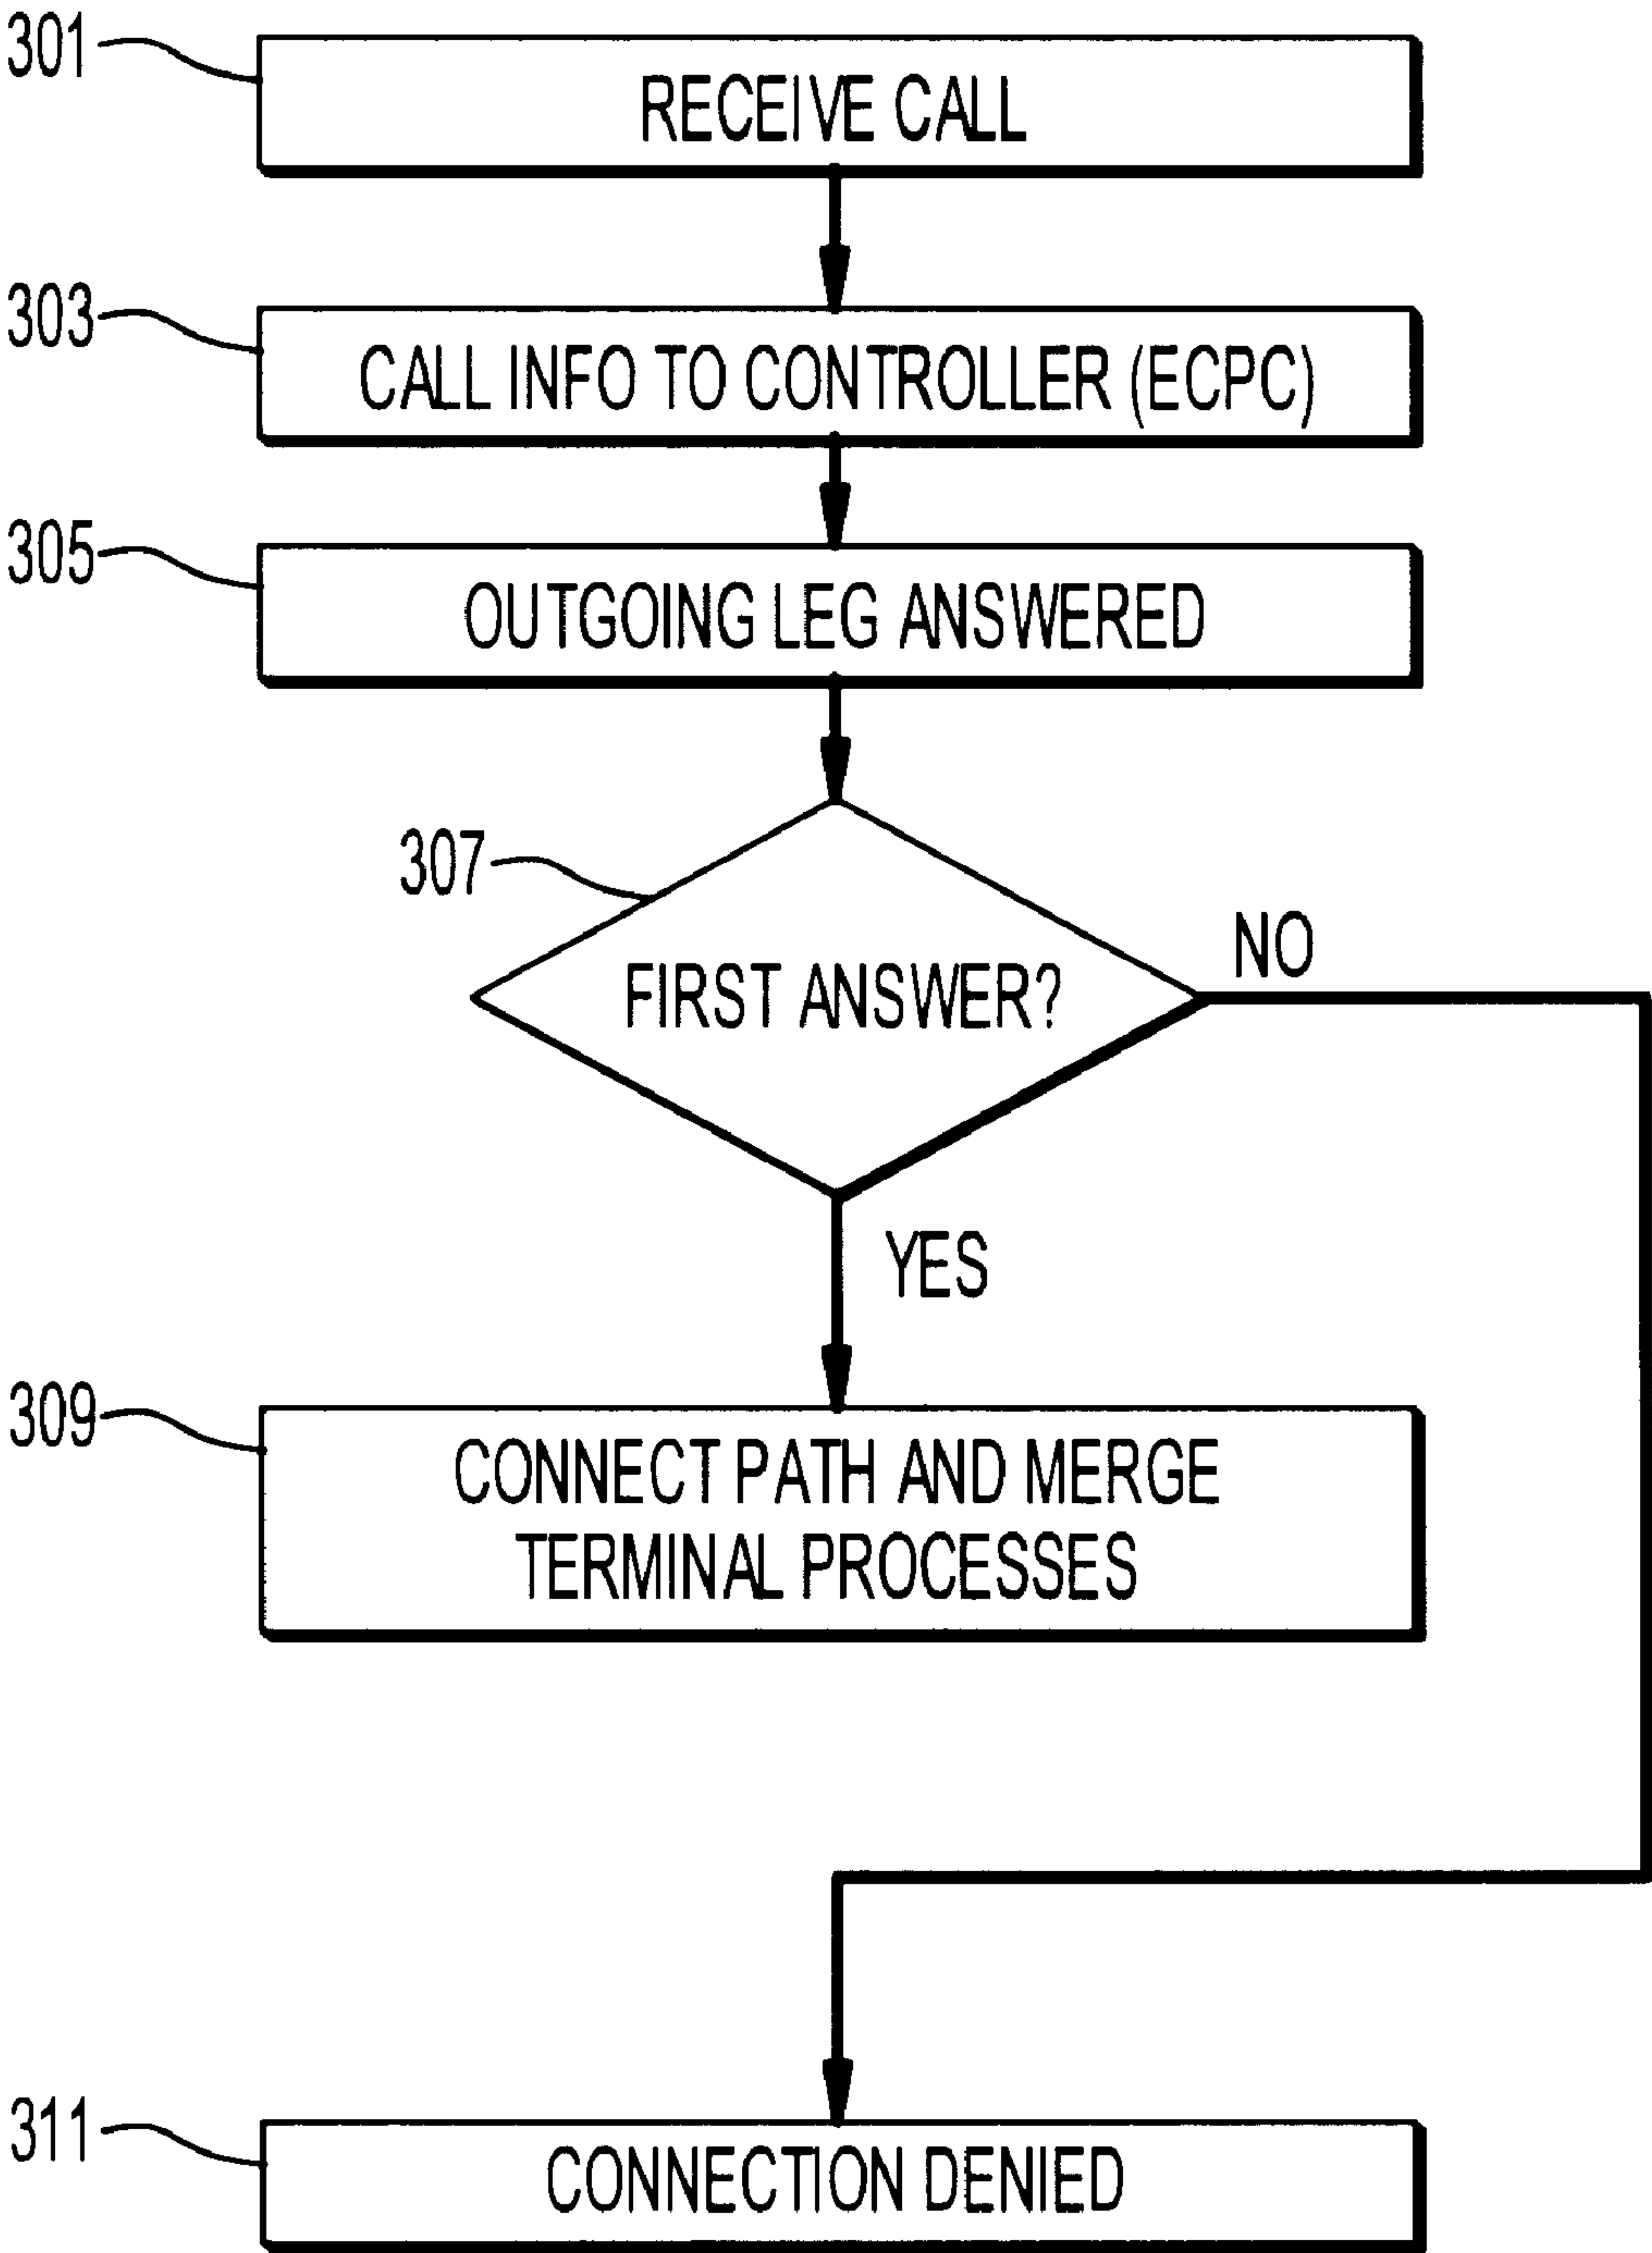 301
RECEIVE CALL
303
CALL INFO TO CONTROLLER (ECPC)
305
OUTGOING LEG ANSWERED
307
FIRST ANSWER?
NO
YES
309
CONNECT PATH AND MERGE
TERMINAL PROCESSES
311
CONNECTION DENIED